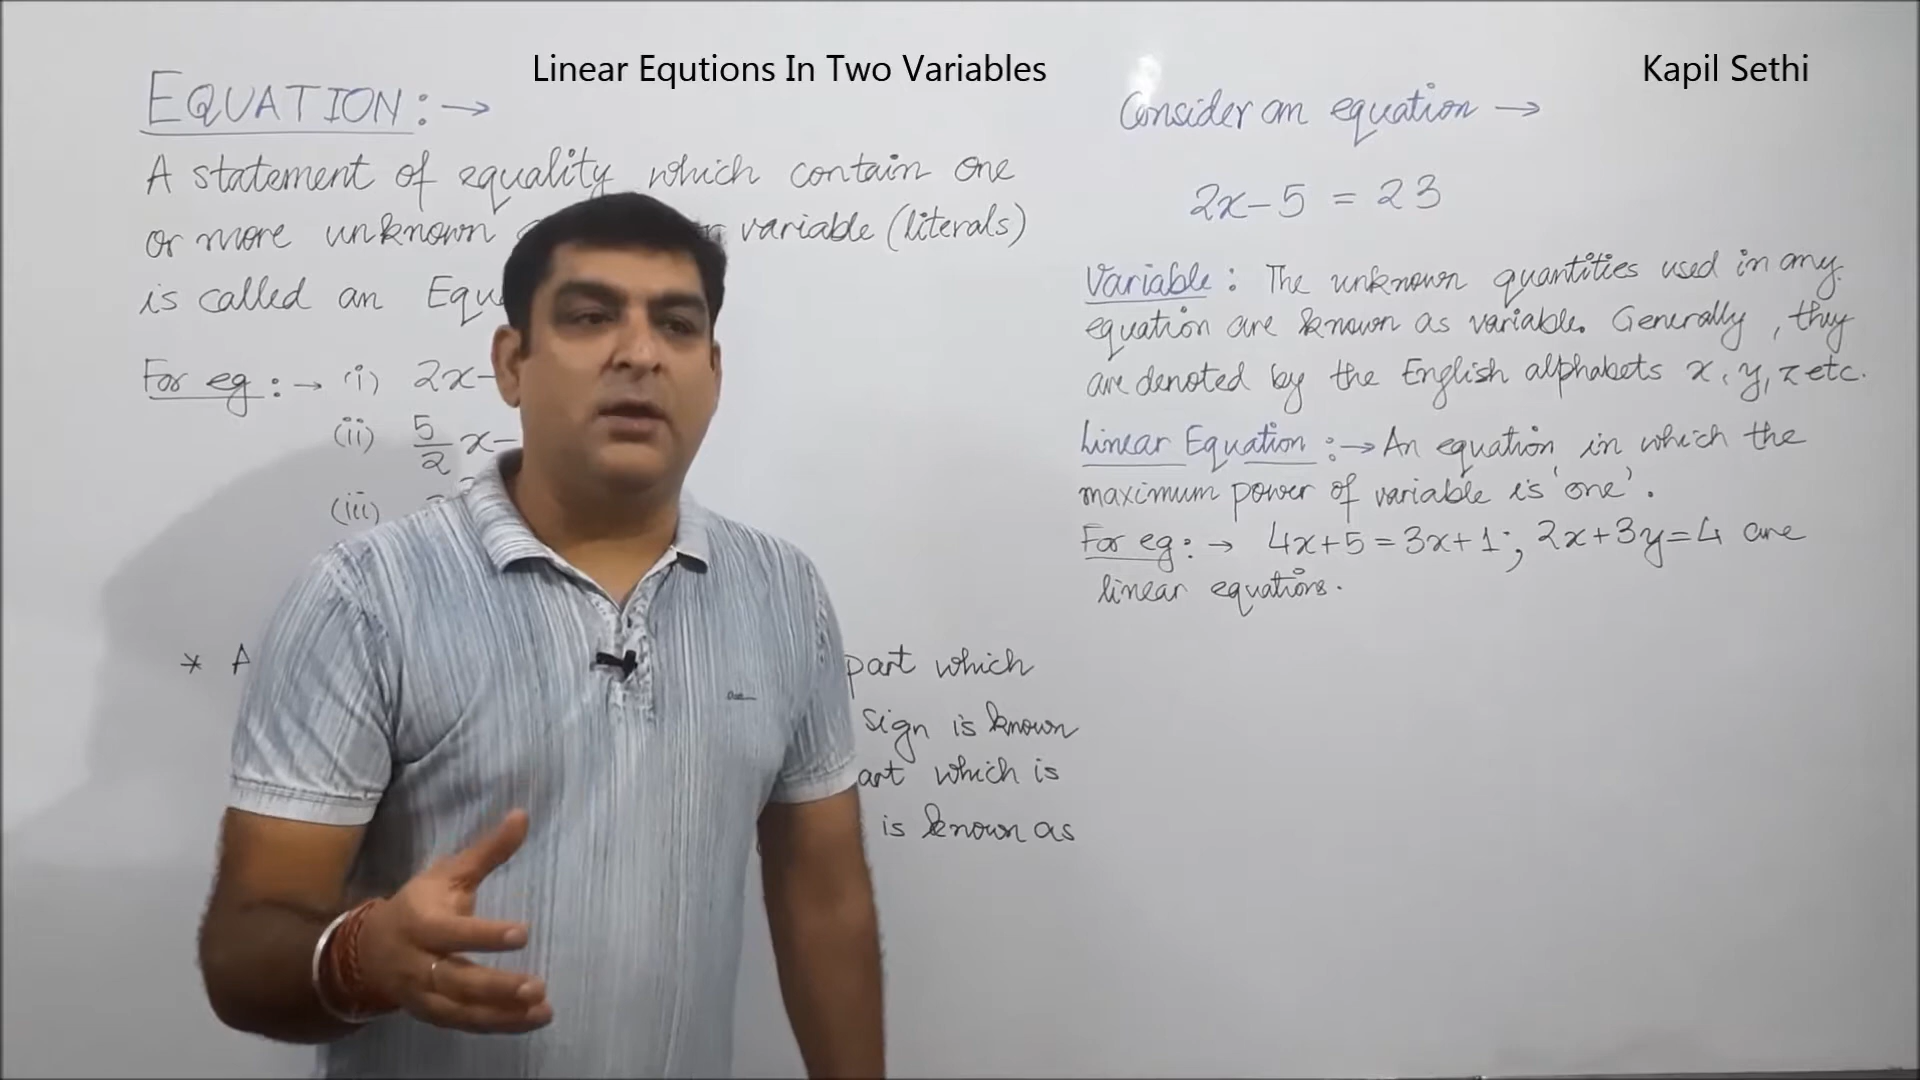 Linear Equtions In Two Variables
Kapil Sethi
EQUATION:→
A statement of equality which contain one
or more unknown variable (literals)
is called an
For eg :→ (i) 2x-
(ii) 5/2 x-
(iii)
* A part which
sign is known
which is
is known as
Consider an equation →
2x-5 = 23
Variable : The unknown quantities used in any
equation are known as variable. Generally, they
are denoted by the English alphabets x, y, z etc.
Linear Equation :→ An equation in which the
maximum power of variable is 'one'.
For eg :→ 4x+5=3x+1; 2x+3y=4 are
linear equations.